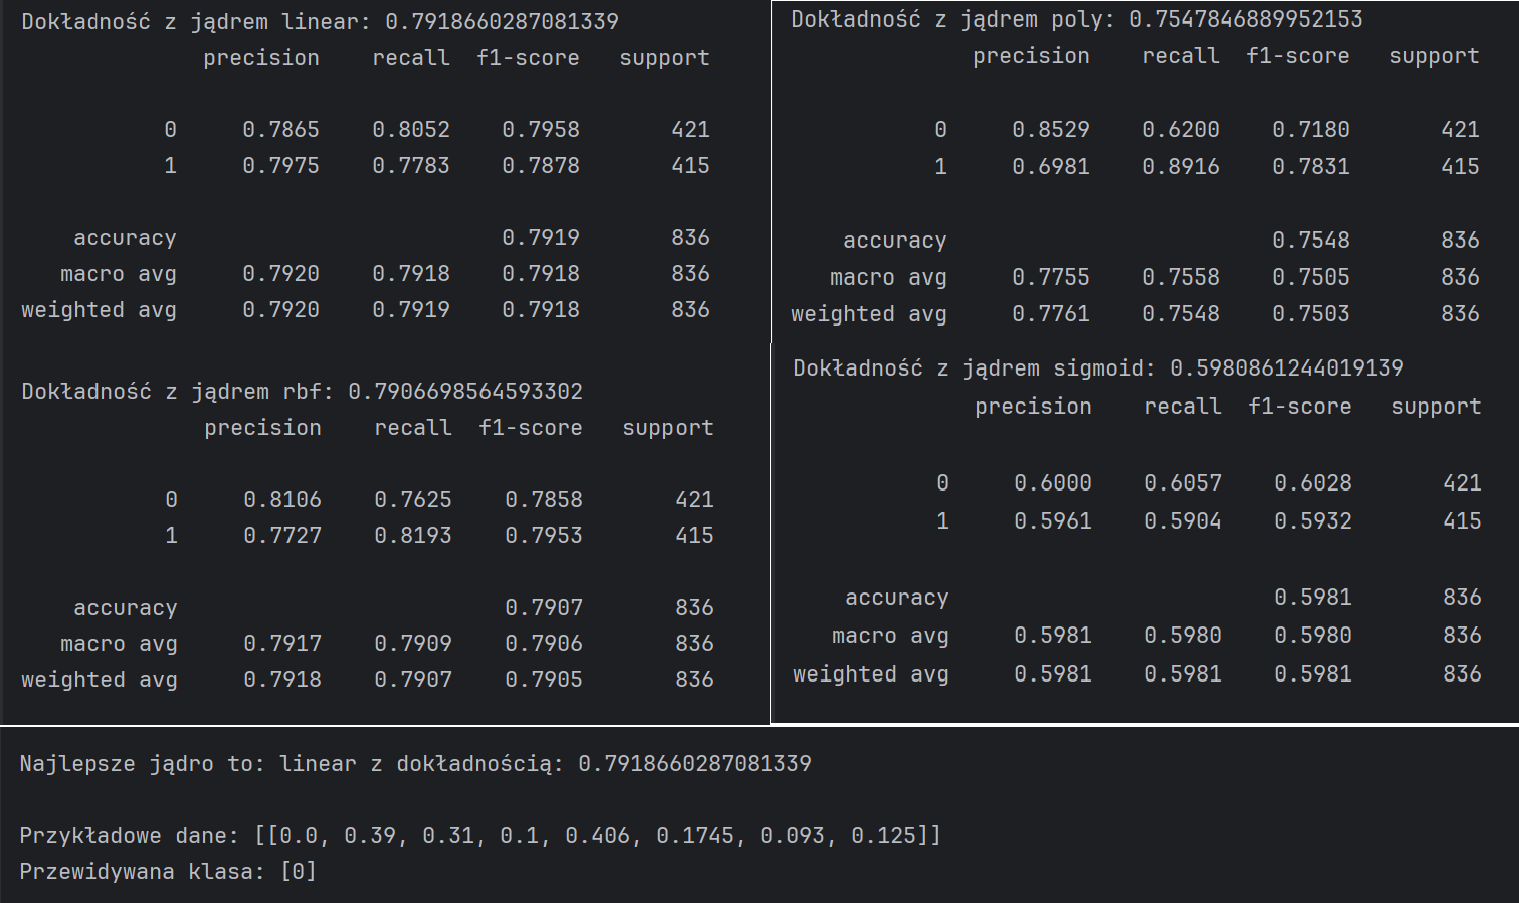 Dokładność z jądrem linear: 0.7918660287081339
precision recall f1-score support
0 0.7865 0.8052 0.7958 421
1 0.7975 0.7783 0.7878 415
accuracy 0.7919 836
macro avg 0.7920 0.7918 0.7918 836
weighted avg 0.7920 0.7919 0.7918 836
Dokładność z jądrem rbf: 0.7906698564593302
precision recall f1-score support
0 0.8106 0.7625 0.7858 421
1 0.7727 0.8193 0.7953 415
accuracy 0.7907 836
macro avg 0.7917 0.7909 0.7906 836
weighted avg 0.7918 0.7907 0.7905 836
Dokładność z jądrem poly: 0.7547846889952153
precision recall f1-score support
0 0.8529 0.6200 0.7180 421
1 0.6981 0.8916 0.7831 415
accuracy 0.7548 836
macro avg 0.7755 0.7558 0.7505 836
weighted avg 0.7761 0.7548 0.7503 836
Dokładność z jądrem sigmoid: 0.5980861244019139
precision recall f1-score support
0 0.6000 0.6057 0.6028 421
1 0.5961 0.5904 0.5932 415
accuracy 0.5981 836
macro avg 0.5981 0.5980 0.5980 836
weighted avg 0.5981 0.5981 0.5981 836
Najlepsze jądro to: linear z dokładnością: 0.7918660287081339
Przykładowe dane: [[0.0, 0.39, 0.31, 0.1, 0.406, 0.1745, 0.093, 0.125]]
Przewidywana klasa: [0]